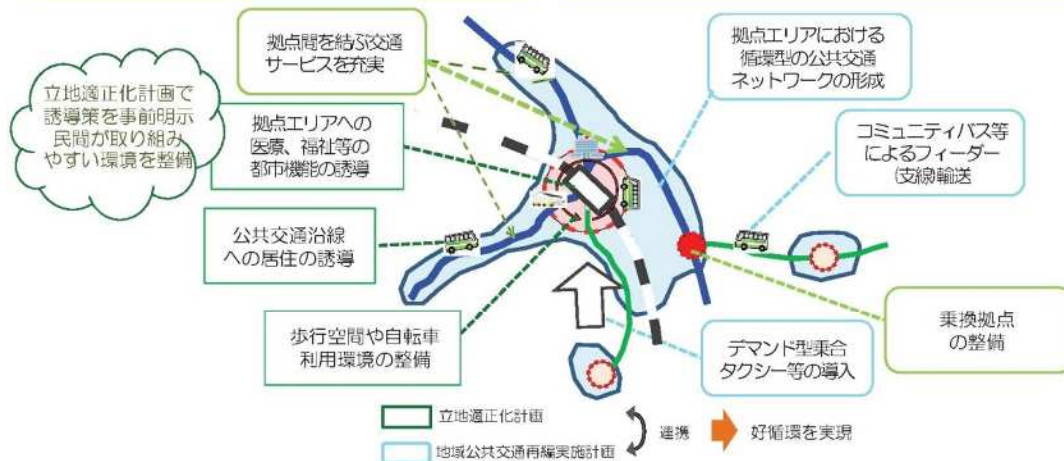 拠点間を結ぶ交通
サービスを充実
拠点エリアにおける
循環型の公共交通
ネットワークの形成
立地適正化計画で
誘導策を事前明示
民間が取り組み
やすい環境を整備
拠点エリアへの
医療、福祉等の
都市機能の誘導
コミュニティバス等
によるフィーダー
(支線)輸送
公共交通沿線
への居住の誘導
歩行空間や自転車
利用環境の整備
デマンド型乗合
タクシー等の導入
乗換拠点
の整備
立地適正化計画
連携
好循環を実現
地域公共交通再編実施計画